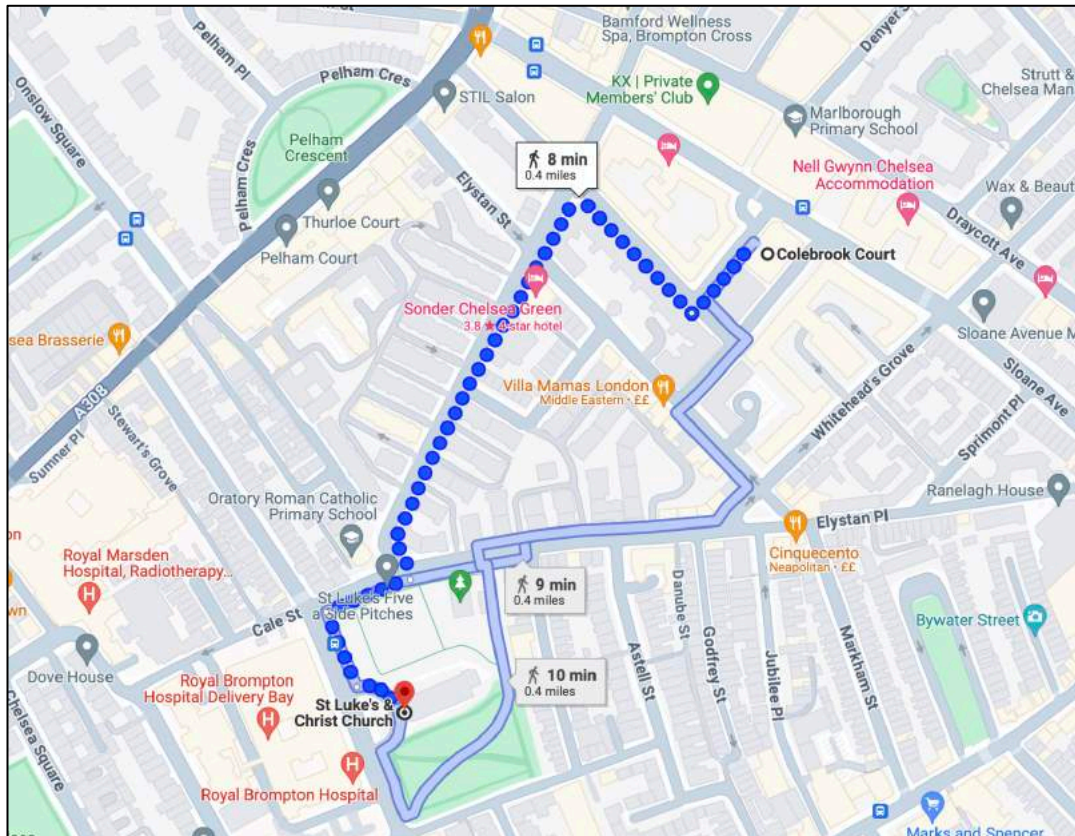 Pelham St
Bamford Wellness
Spa, Brompton Cross
Denyer St
Pelham Pl
Pelham Cres
Onslow Square
STIL Salon
KX | Private
Members' Club
Strutt &
Chelsea Man
Marlborough
Primary School
Pelham
Crescent
8 min
0.4 miles
Nell Gwynn Chelsea
Accommodation
Elystan St
Pelham Cres
Thurloe Court
Wax & Beaut
Draycott Ave
Pelham Court
Colebrook Court
Sonder Chelsea Green
3.8 ★ 4-star hotel
sea Brasserie
Sloane Avenue M
A308
Villa Mamas London
Middle Eastern • ££
Whitehead's Grove
Sloane Ave
Sumner Pl
Stewart's Grove
Sprimont Pl
Oratory Roman Catholic
Primary School
Ranelagh House
Elystan Pl
on
Royal Marsden
Hospital, Radiotherapy...
Cinquecento
Neapolitan • ££
St Luke's Five
a Side Pitches
9 min
0.4 miles
Cale St
Danube St
Bywater Street
Dove House
Royal Brompton
Hospital Delivery Bay
10 min
0.4 miles
Astell St
Godfrey St
Jubilee Pl
Markham St
St Luke's &
Christ Church
Chelsea Square
Royal Brompton Hospital
Marks and Spencer